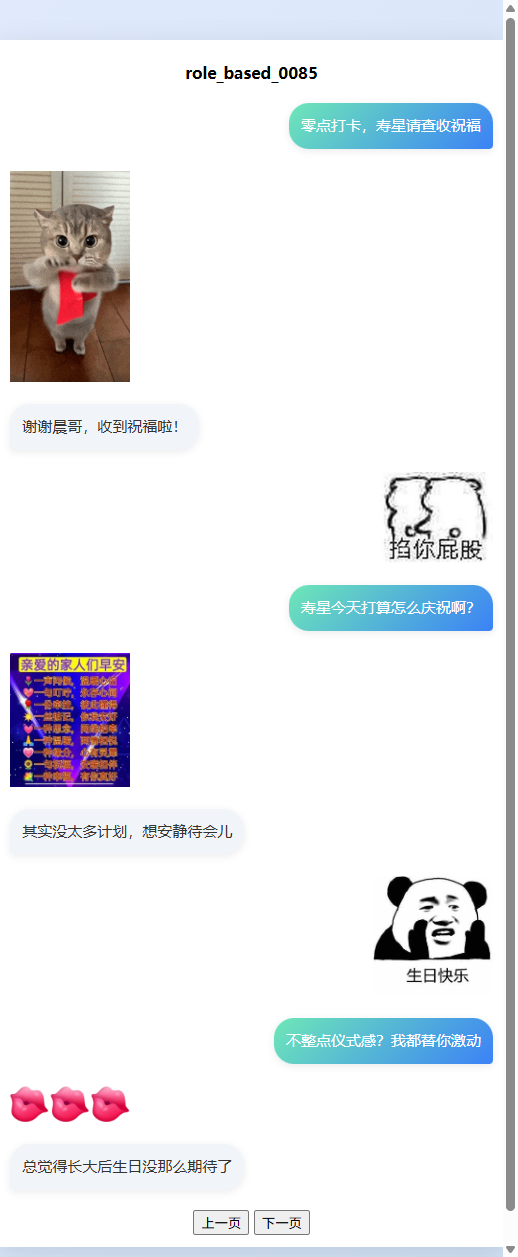 role_based_0085
零点打卡，寿星请查收祝福
谢谢晨哥，收到祝福啦！
掐你屁股
寿星今天打算怎么庆祝啊？
亲爱的家人们早安
其实没太多计划，想安静待会儿
生日快乐
不整点仪式感？我都替你激动
总觉得长大后生日没那么期待了
上一页 下一页